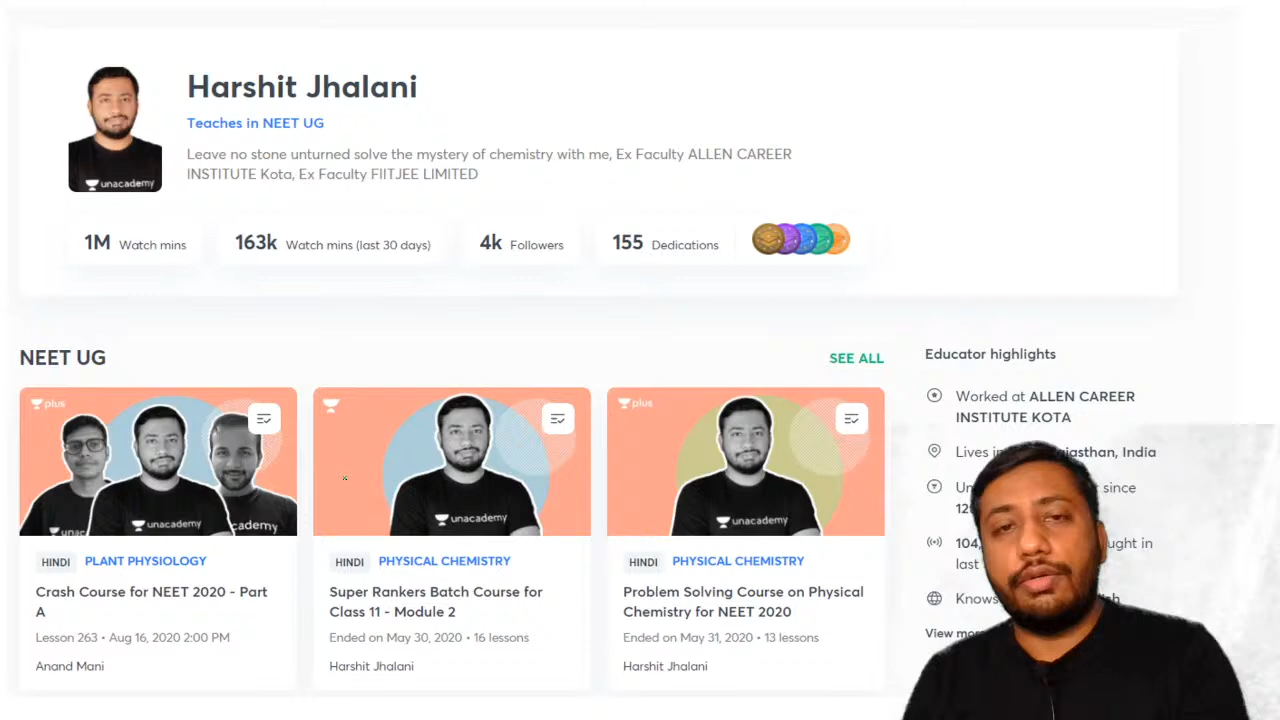 Harshit Jhalani
Teaches in NEET UG
Leave no stone unturned solve the mystery of chemistry with me, Ex Faculty ALLEN CAREER
INSTITUTE Kota, Ex Faculty FIITJEE LIMITED
unacademy
1M Watch mins
163k Watch mins (last 30 days)
4k Followers
155 Dedications
NEET UG
SEE ALL
plus
unacademy
HINDI PLANT PHYSIOLOGY
Crash Course for NEET 2020 - Part
A
Lesson 263 • Aug 16, 2020 2:00 PM
Anand Mani
unacademy
HINDI PHYSICAL CHEMISTRY
Super Rankers Batch Course for
Class 11 - Module 2
Ended on May 30, 2020 • 16 lessons
Harshit Jhalani
plus
unacademy
HINDI PHYSICAL CHEMISTRY
Problem Solving Course on Physical
Chemistry for NEET 2020
Ended on May 31, 2020 • 13 lessons
Harshit Jhalani
Educator highlights
Worked at ALLEN CAREER
INSTITUTE KOTA
Lives in India
since
104,
last
View